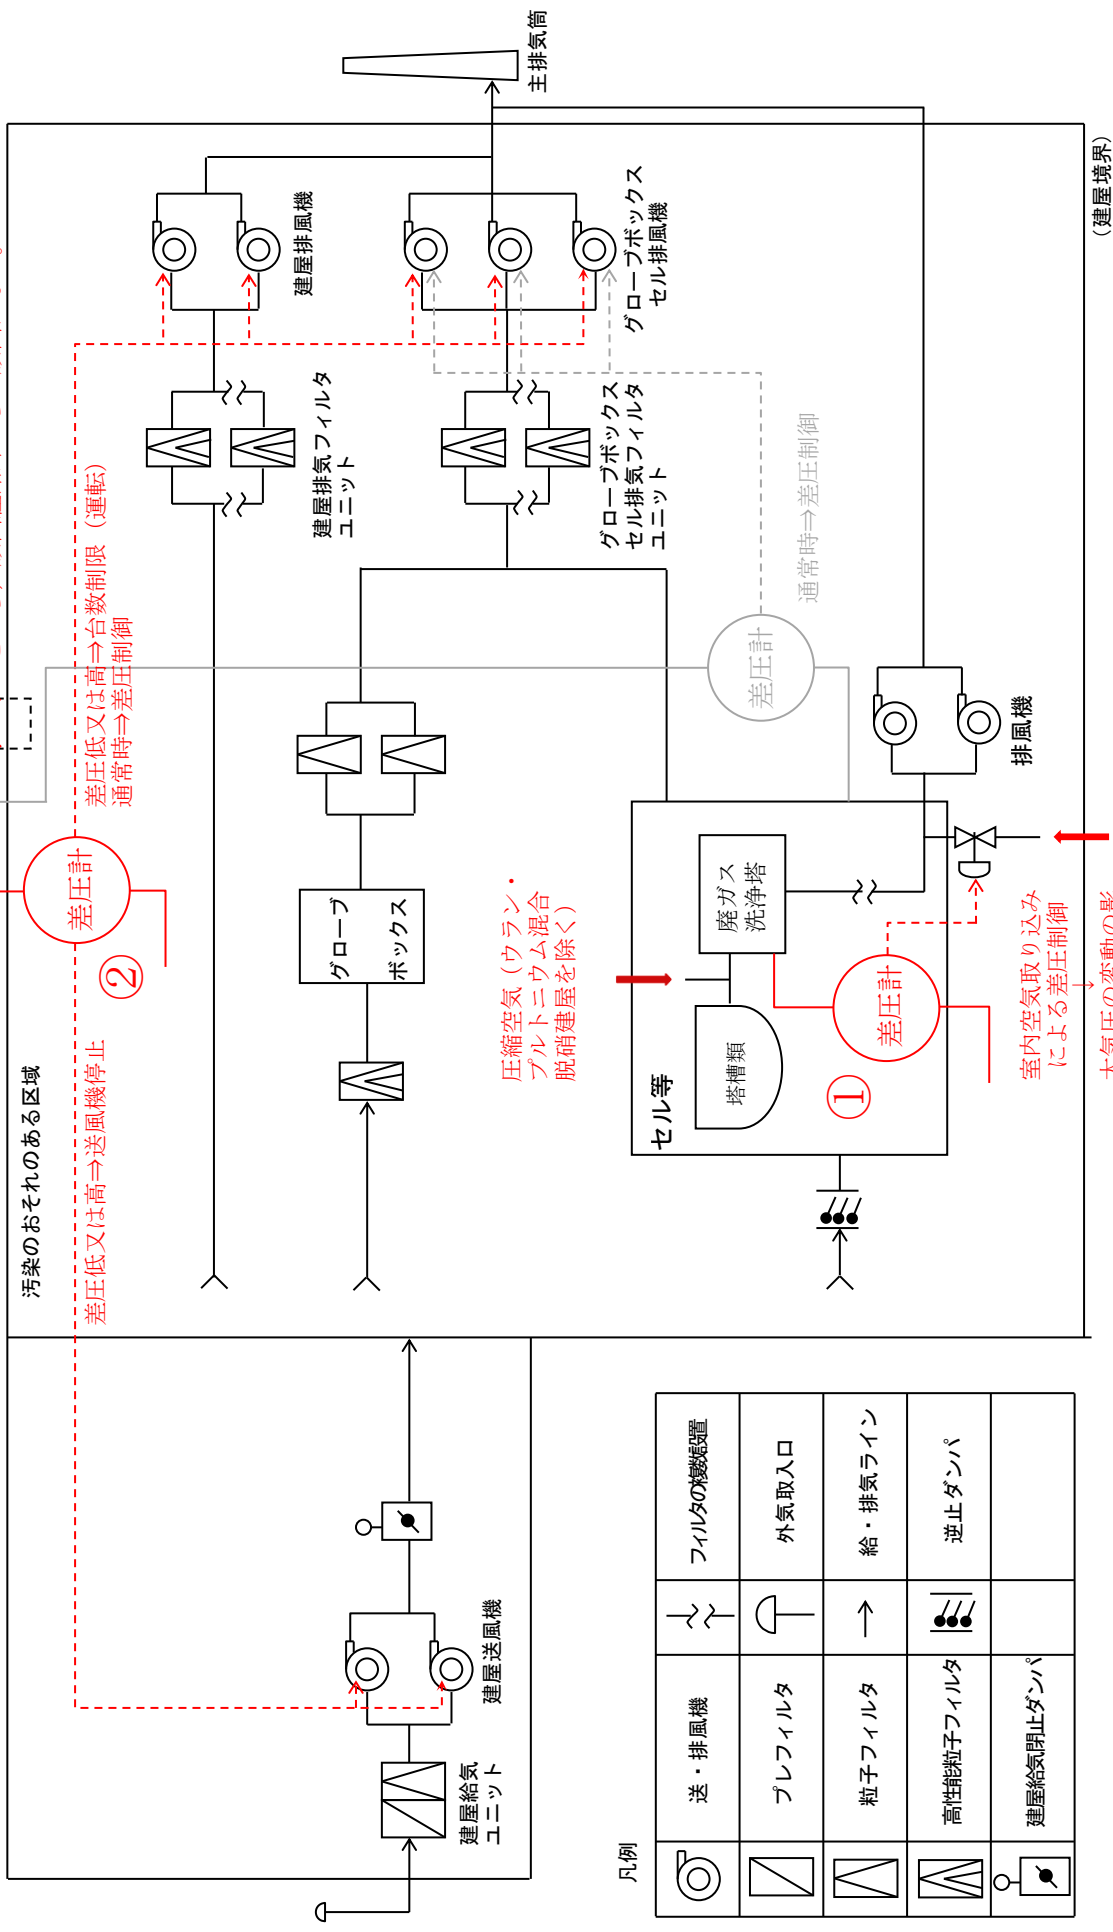 主排気筒
(建屋境界)
建屋排風機
グローブボックス
セル排風機
建屋排気フィルタ
ユニット
グローブボックス
セル排気フィルタ
ユニット
差圧低又は高⇒台数制限（運転）
通常時⇒差圧制御
通常時⇒差圧制御
差圧計
差圧計
②
排風機
グローブ
ボックス
圧縮空気（ウラン・
プルトニウム混合
脱硝建屋を除く）
廃ガス
洗浄塔
塔槽類
セル等
差圧計
①
室内空気取り込み
による差圧制御
→
大気圧の変動の影
汚染のおそれのある区域
差圧低又は高⇒送風機停止
建屋送風機
建屋給気
ユニット
凡例
送・排風機
フィルタの複数設置
プレフィルタ
外気取入口
粒子フィルタ
給・排気ライン
高性能粒子フィルタ
逆止ダンパ
建屋給気閉止ダンパ